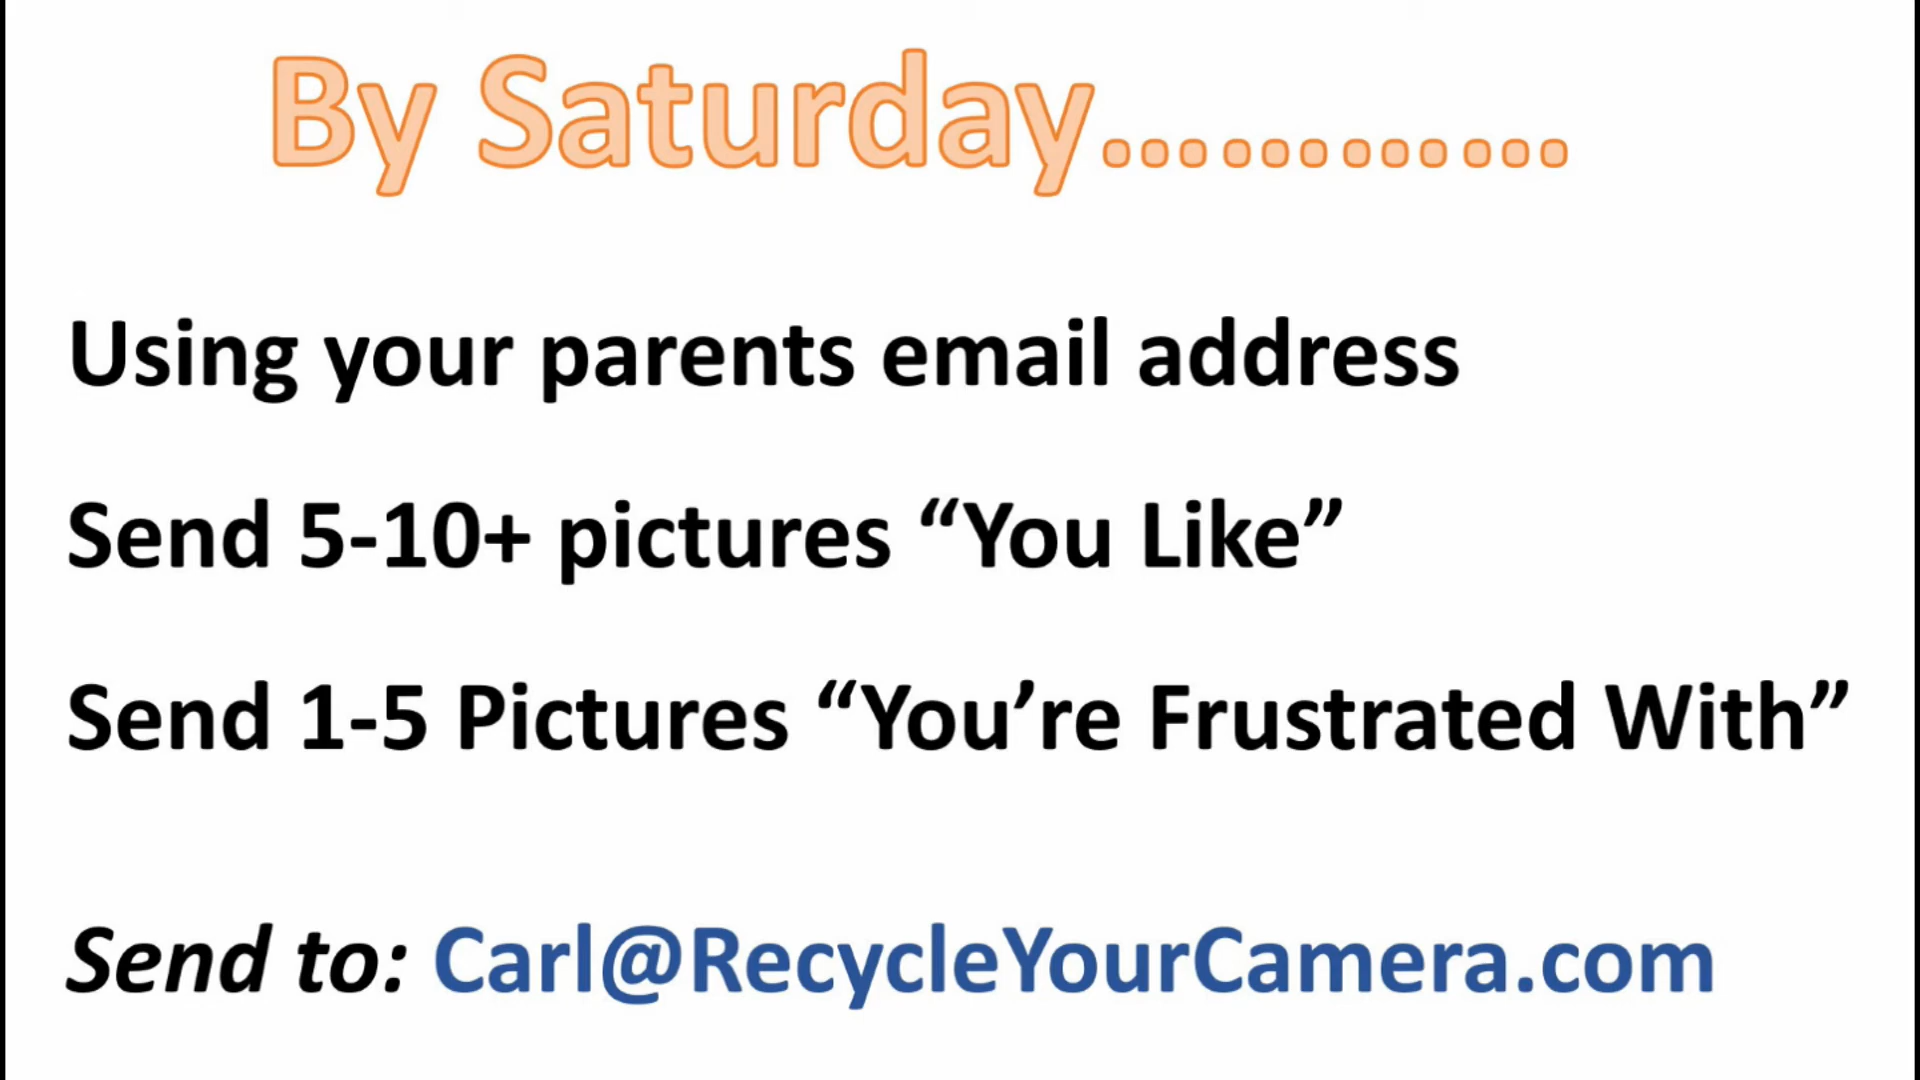 By Saturday…………
Using your parents email address
Send 5-10+ pictures “You Like”
Send 1-5 Pictures “You’re Frustrated With”
Send to: Carl@RecycleYourCamera.com